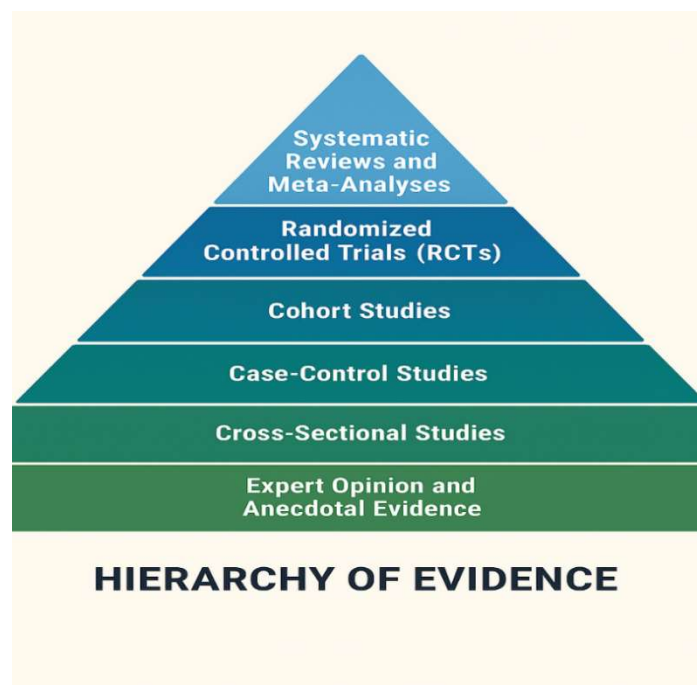 Systematic
Reviews and
Meta-Analyses
Randomized
Controlled Trials (RCTs)
Cohort Studies
Case-Control Studies
Cross-Sectional Studies
Expert Opinion and
Anecdotal Evidence
HIERARCHY OF EVIDENCE